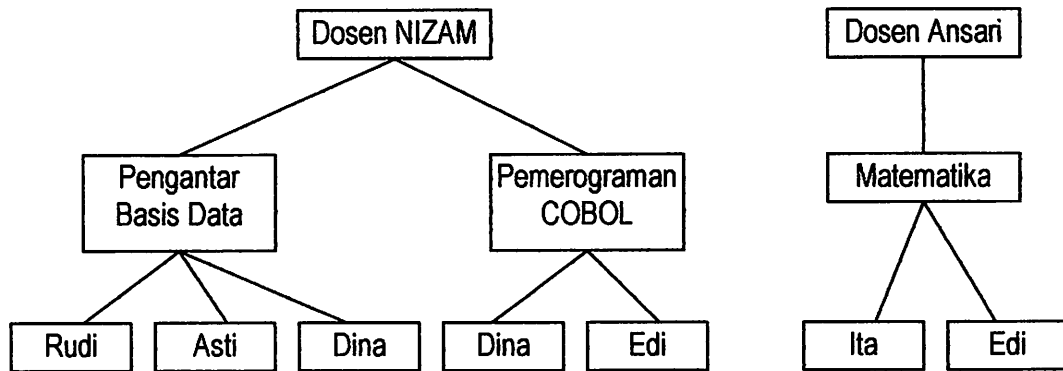 Dosen NIZAM
Dosen Ansari
Pengantar
Basis Data
Pemerograman
COBOL
Matematika
Rudi
Asti
Dina
Dina
Edi
Ita
Edi